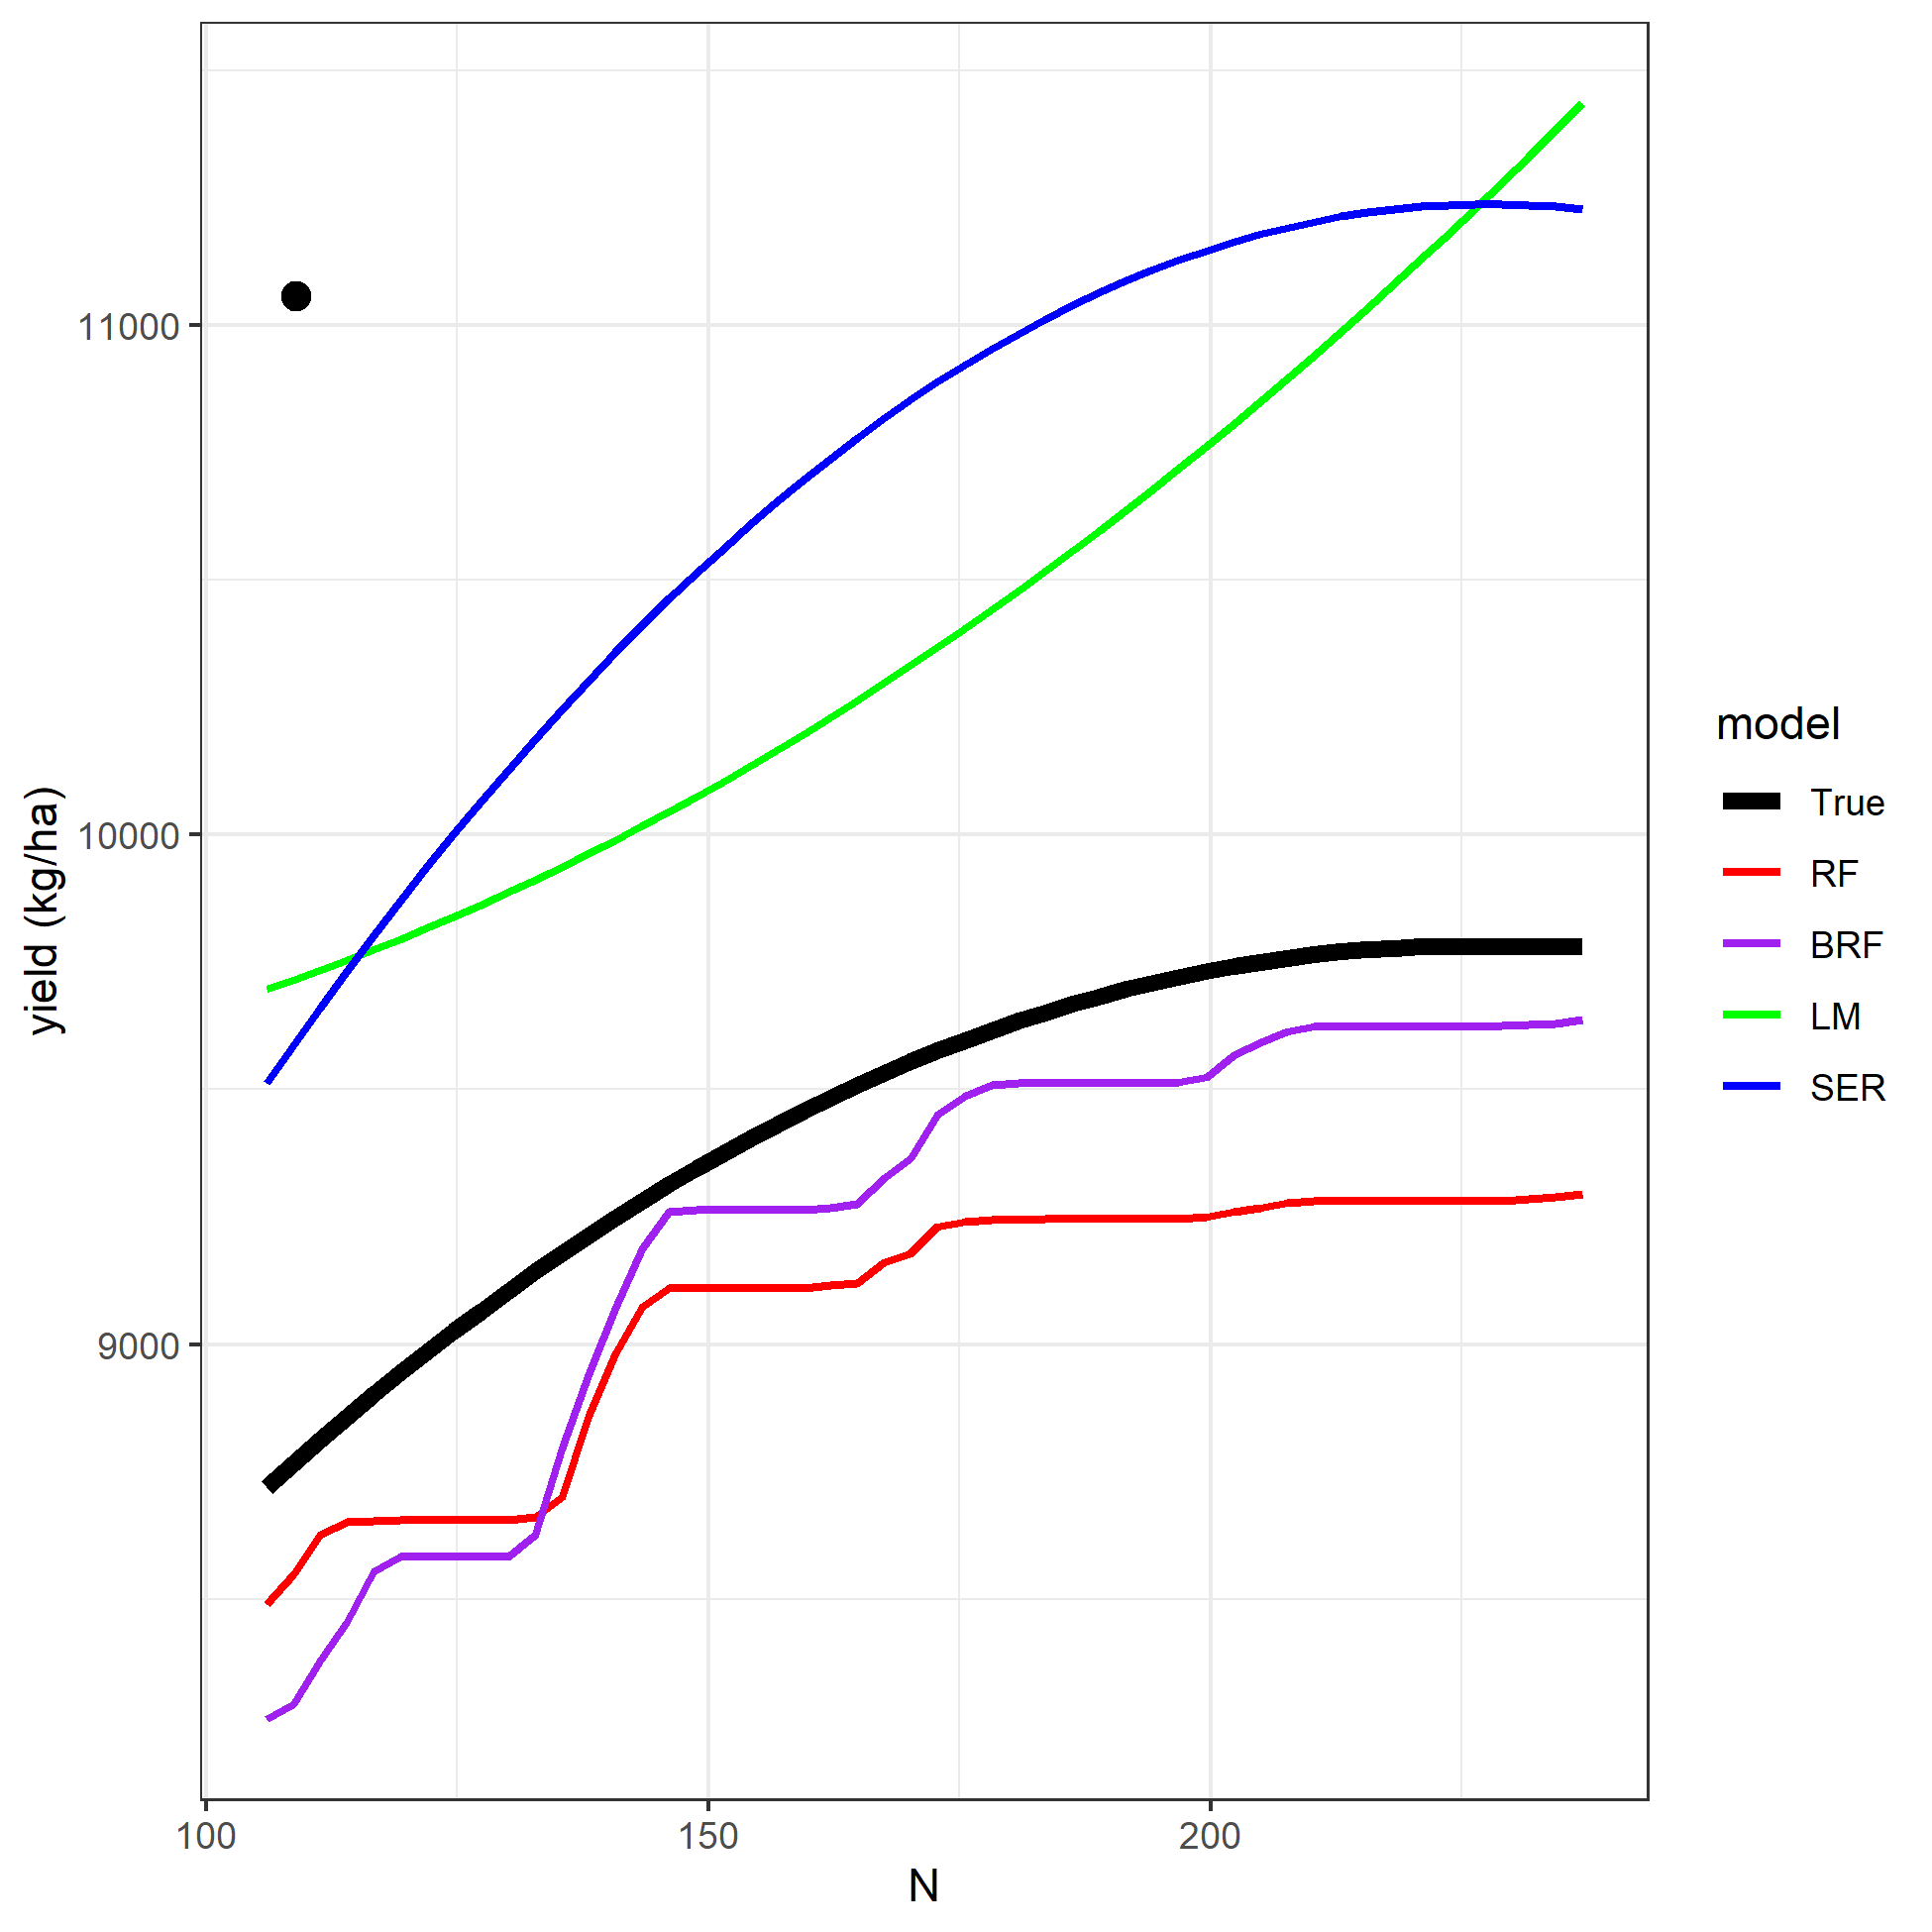 11000
10000
9000
yield (kg/ha)
100
150
200
N
model
True
RF
BRF
LM
SER